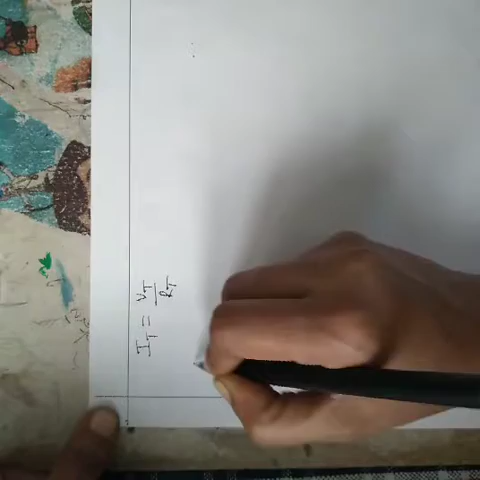 I_T = V_T / R_T